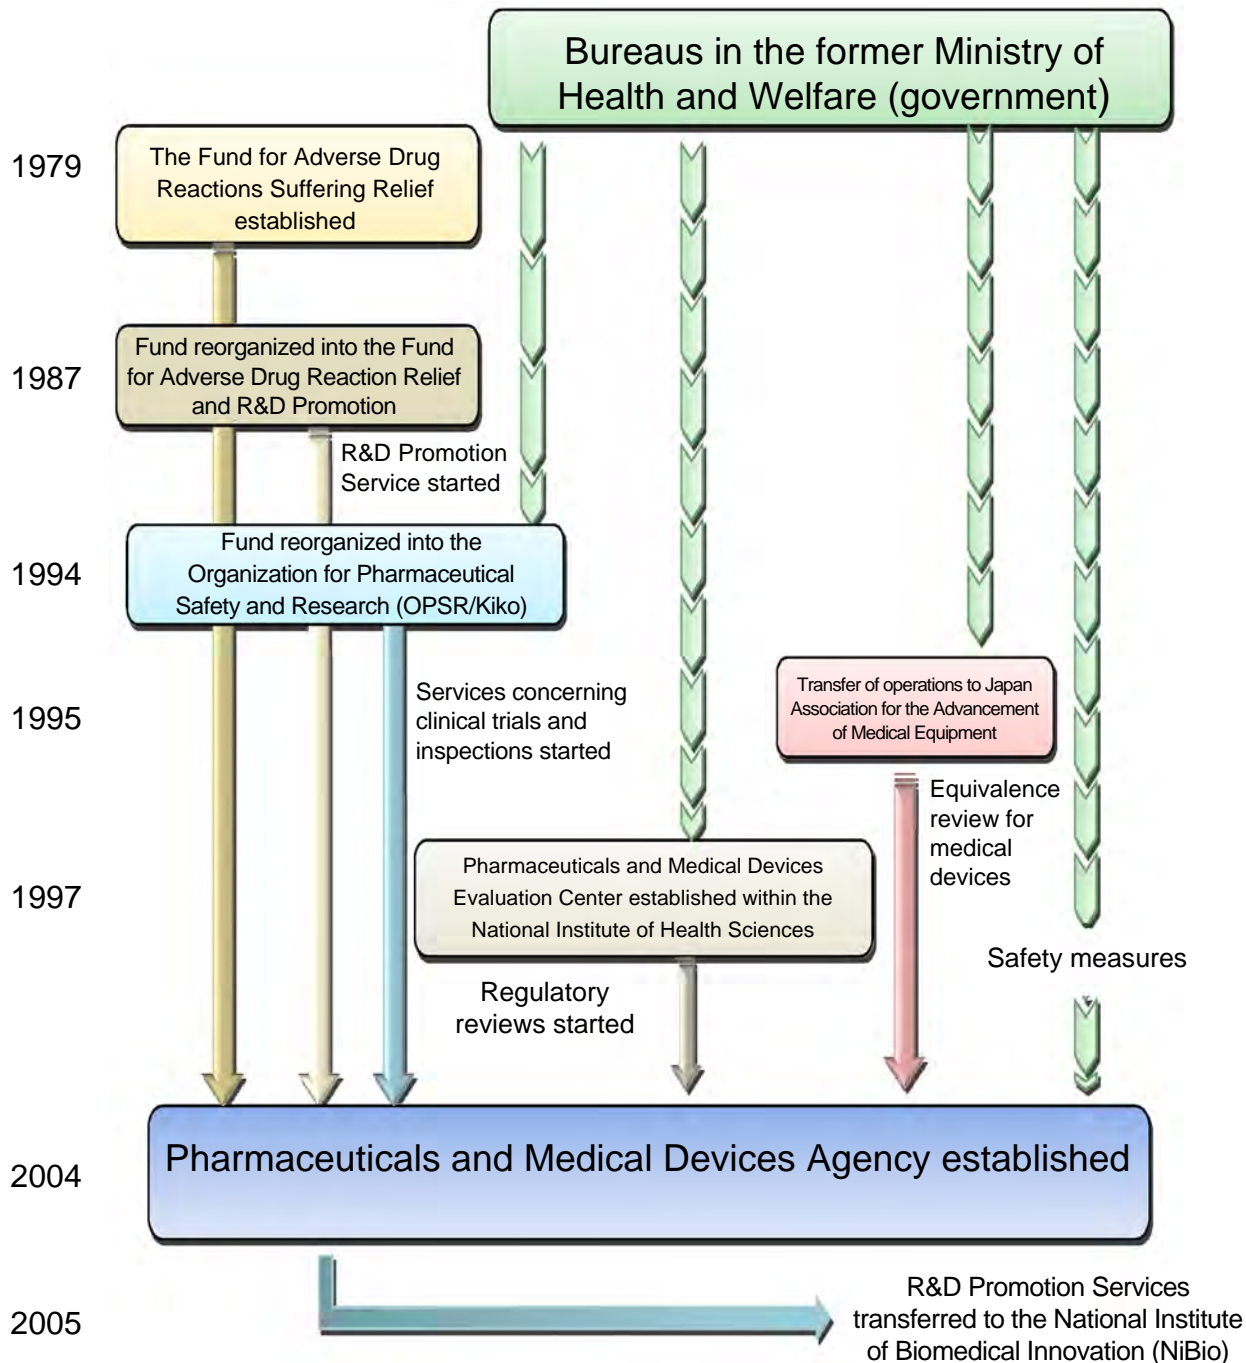 Bureaus in the former Ministry of
Health and Welfare (government)
1979
The Fund for Adverse Drug
Reactions Suffering Relief
established
1987
Fund reorganized into the Fund
for Adverse Drug Reaction Relief
and R&D Promotion
R&D Promotion
Service started
1994
Fund reorganized into the
Organization for Pharmaceutical
Safety and Research (OPSR/Kiko)
Services concerning
clinical trials and
inspections started
1995
Transfer of operations to Japan
Association for the Advancement
of Medical Equipment
Equivalence
review for
medical
devices
1997
Pharmaceuticals and Medical Devices
Evaluation Center established within the
National Institute of Health Sciences
Regulatory
reviews started
Safety measures
2004
Pharmaceuticals and Medical Devices Agency established
2005
R&D Promotion Services
transferred to the National Institute
of Biomedical Innovation (NiBio)